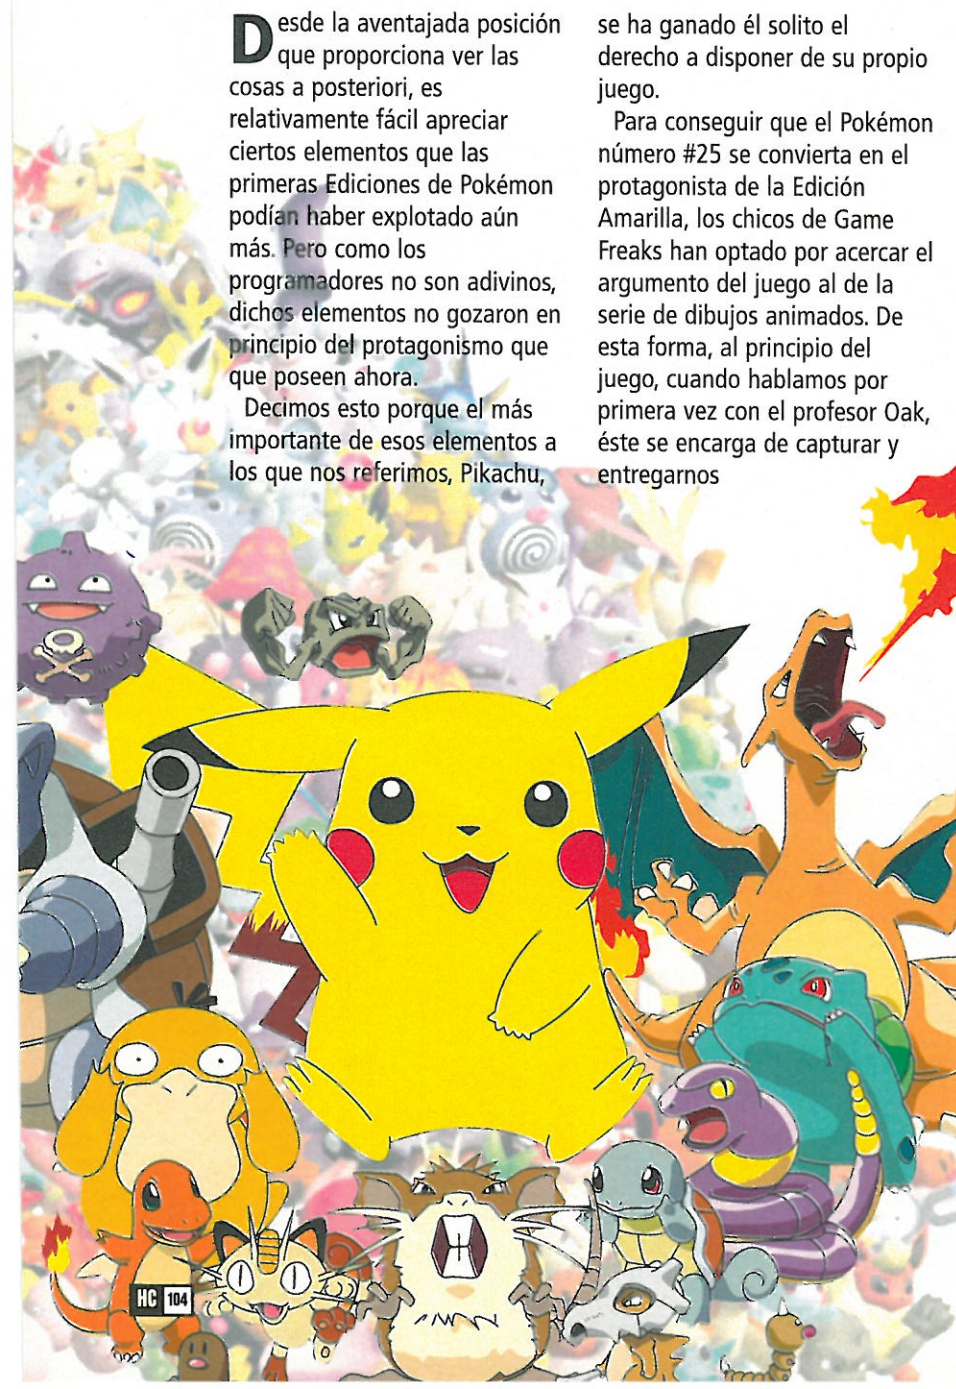 Desde la aventajada posición
que proporciona ver las
cosas a posteriori, es
relativamente fácil apreciar
ciertos elementos que las
primeras Ediciones de Pokémon
podían haber explotado aún
más. Pero como los
programadores no son adivinos,
dichos elementos no gozaron en
principio del protagonismo que
que poseen ahora.
Decimos esto porque el más
importante de esos elementos a
los que nos referimos, Pikachu,
se ha ganado él solito el
derecho a disponer de su propio
juego.
Para conseguir que el Pokémon
número #25 se convierta en el
protagonista de la Edición
Amarilla, los chicos de Game
Freaks han optado por acercar el
argumento del juego al de la
serie de dibujos animados. De
esta forma, al principio del
juego, cuando hablamos por
primera vez con el profesor Oak,
éste se encarga de capturar y
entregarnos
HC 104